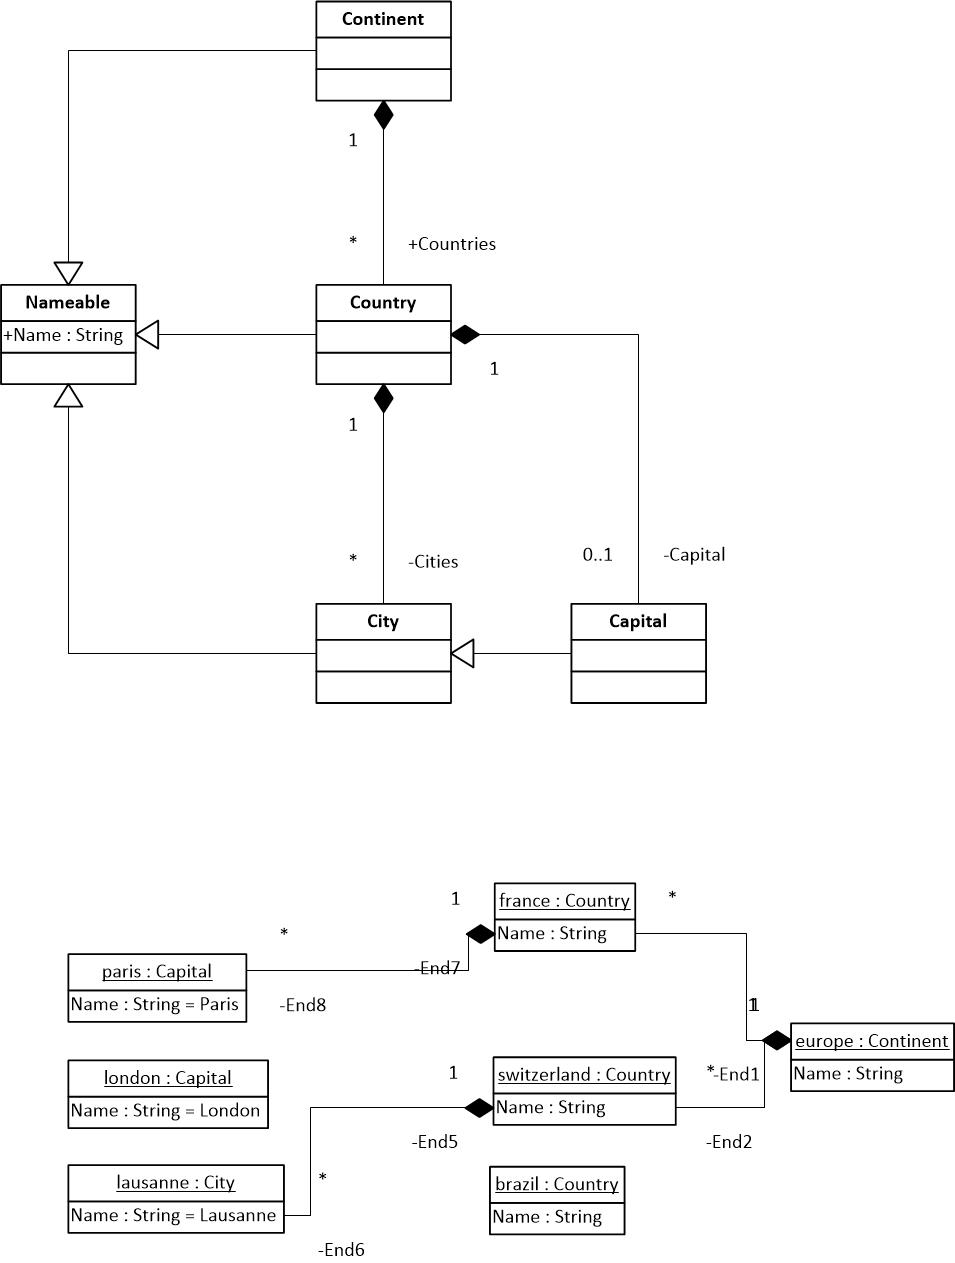 Continent
1
* +Countries
Nameable
+Name : String
Country
1
1
* -Cities
0..1 -Capital
City
Capital
1
france : Country
*
*
Name : String
paris : Capital
-End7
Name : String = Paris
-End8
1
1
europe : Continent
london : Capital
1
switzerland : Country
*
-End1
Name : String
Name : String = London
Name : String
-End5
-End2
lausanne : City
*
brazil : Country
Name : String = Lausanne
Name : String
-End6